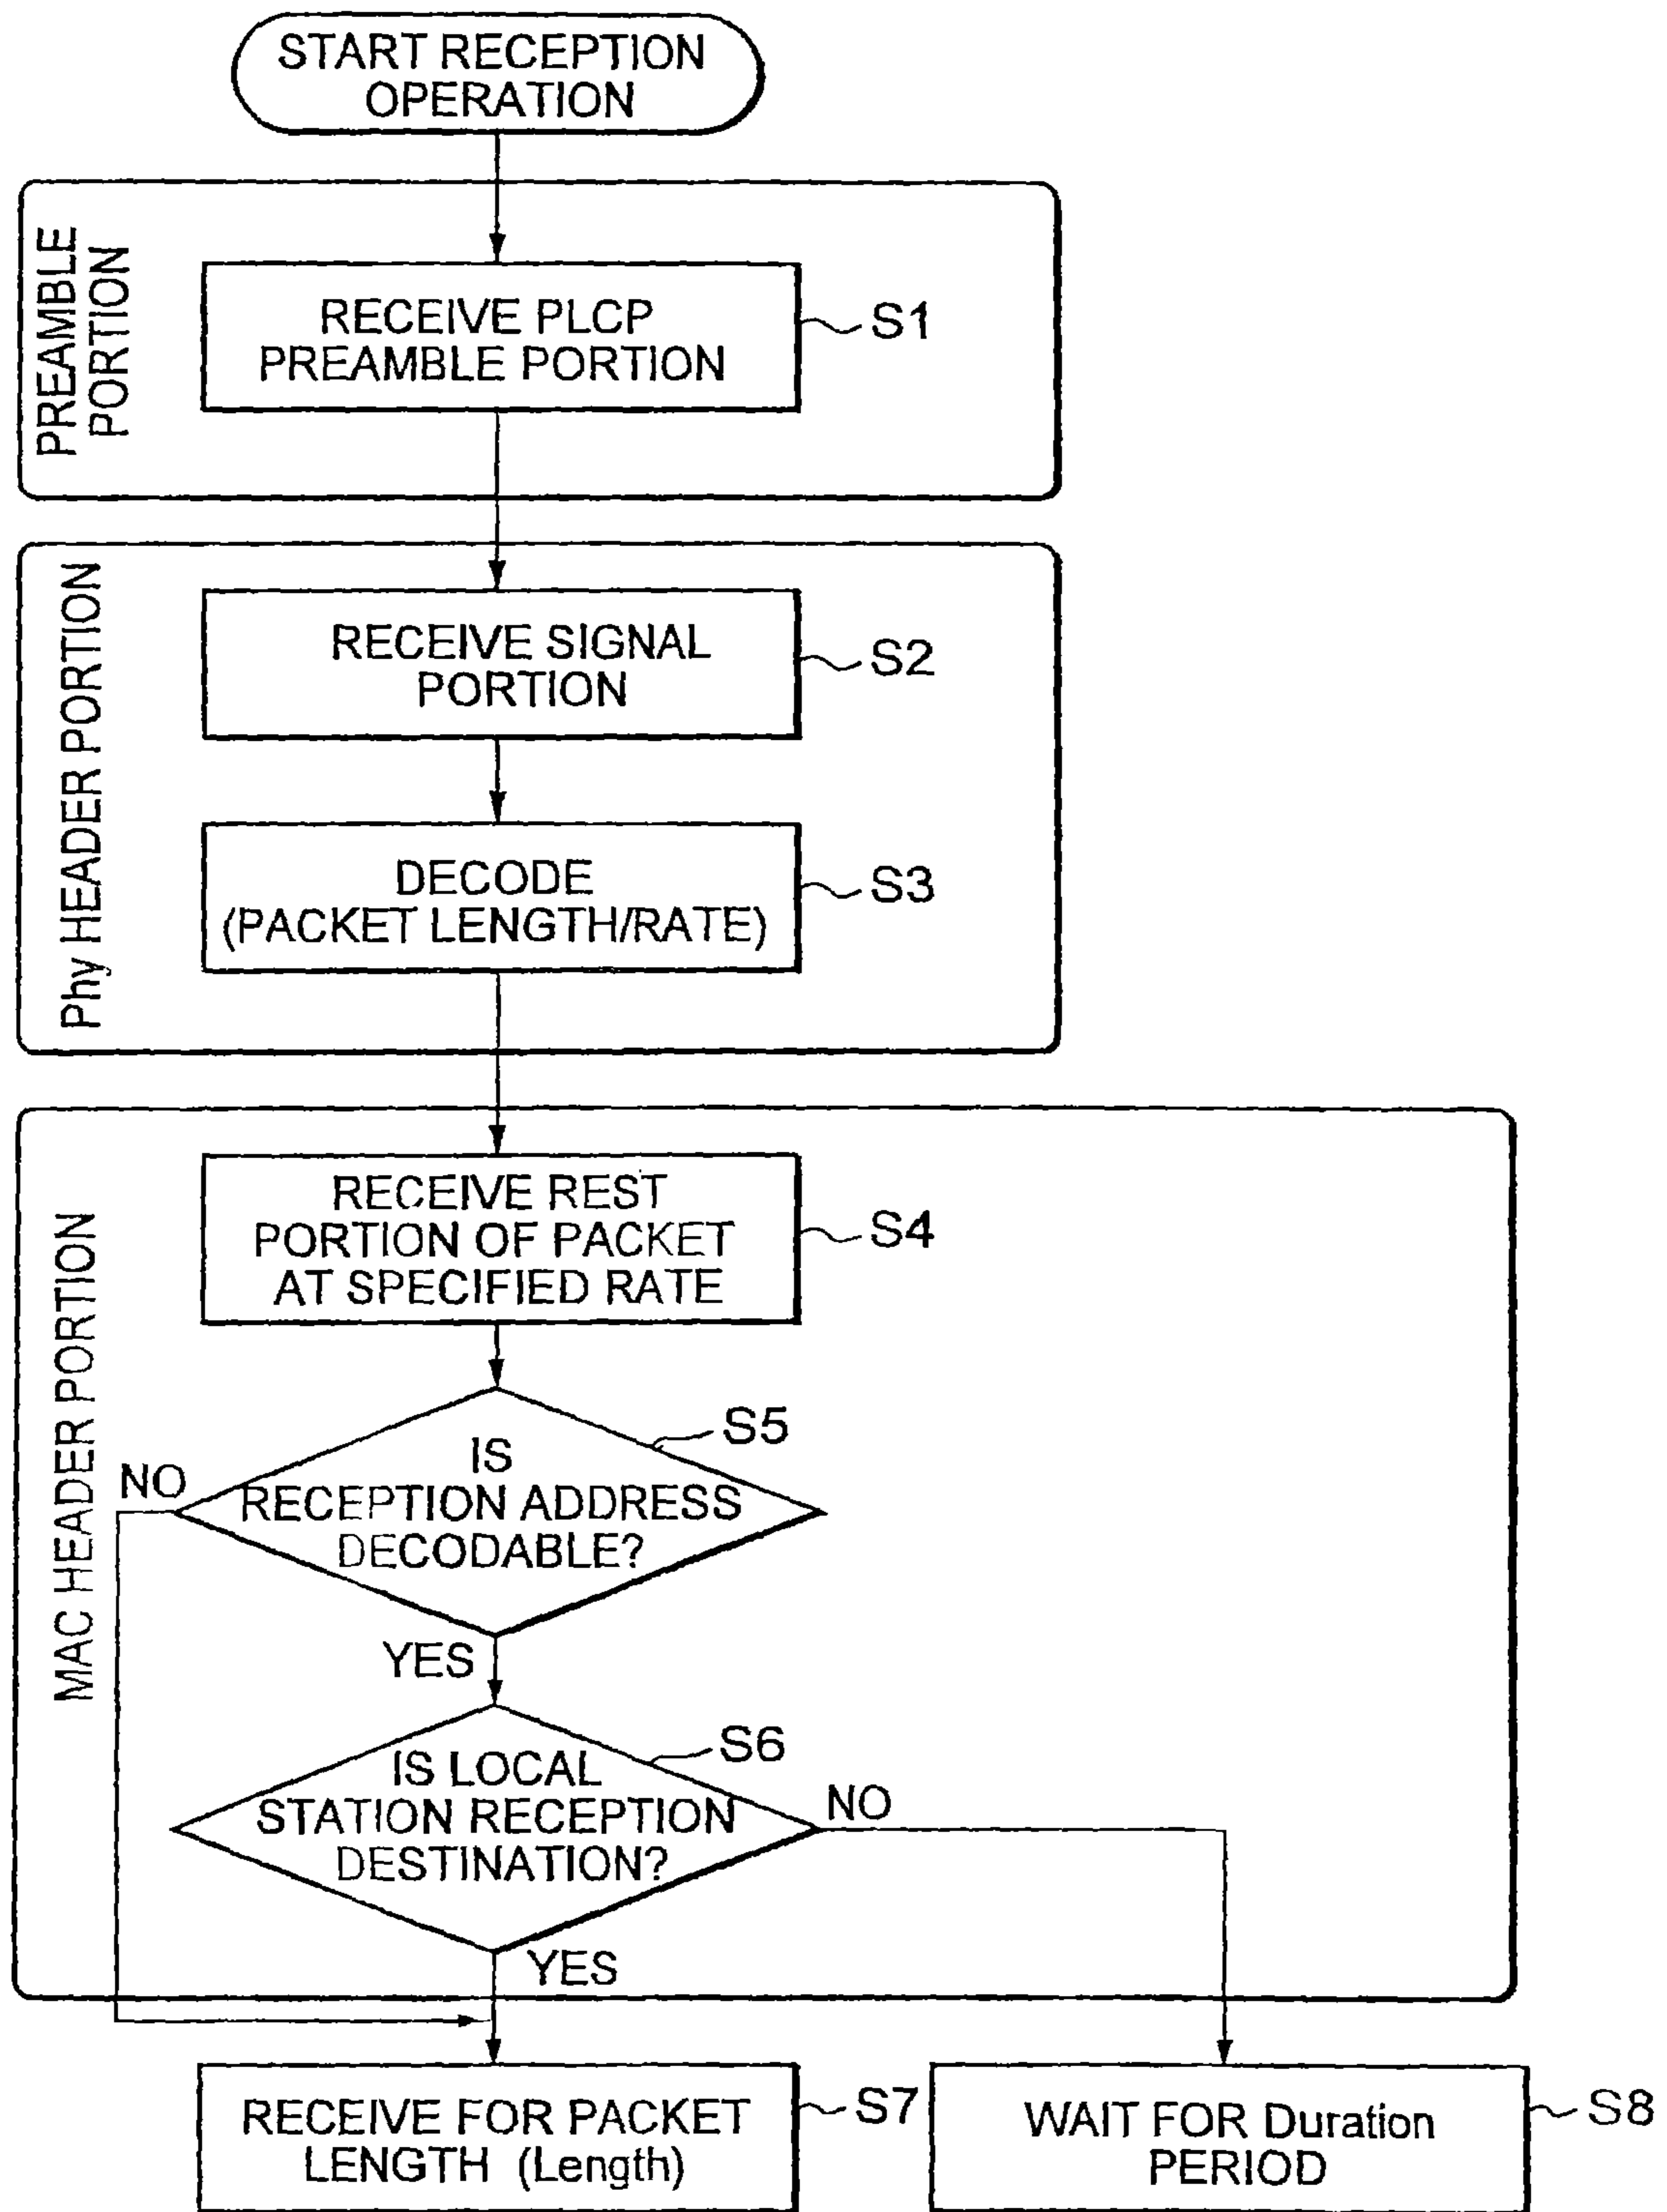 START RECEPTION
OPERATION
PREAMBLE
PORTION
RECEIVE PLCP
PREAMBLE PORTION
S1
Phy HEADER PORTION
RECEIVE SIGNAL
PORTION
S2
DECODE
(PACKET LENGTH/RATE)
S3
MAC HEADER PORTION
RECEIVE REST
PORTION OF PACKET
AT SPECIFIED RATE
S4
S5
IS
RECEPTION ADDRESS
DECODABLE?
NO
YES
S6
IS LOCAL
STATION RECEPTION
DESTINATION?
NO
YES
RECEIVE FOR PACKET
LENGTH (Length)
S7
WAIT FOR Duration
PERIOD
S8